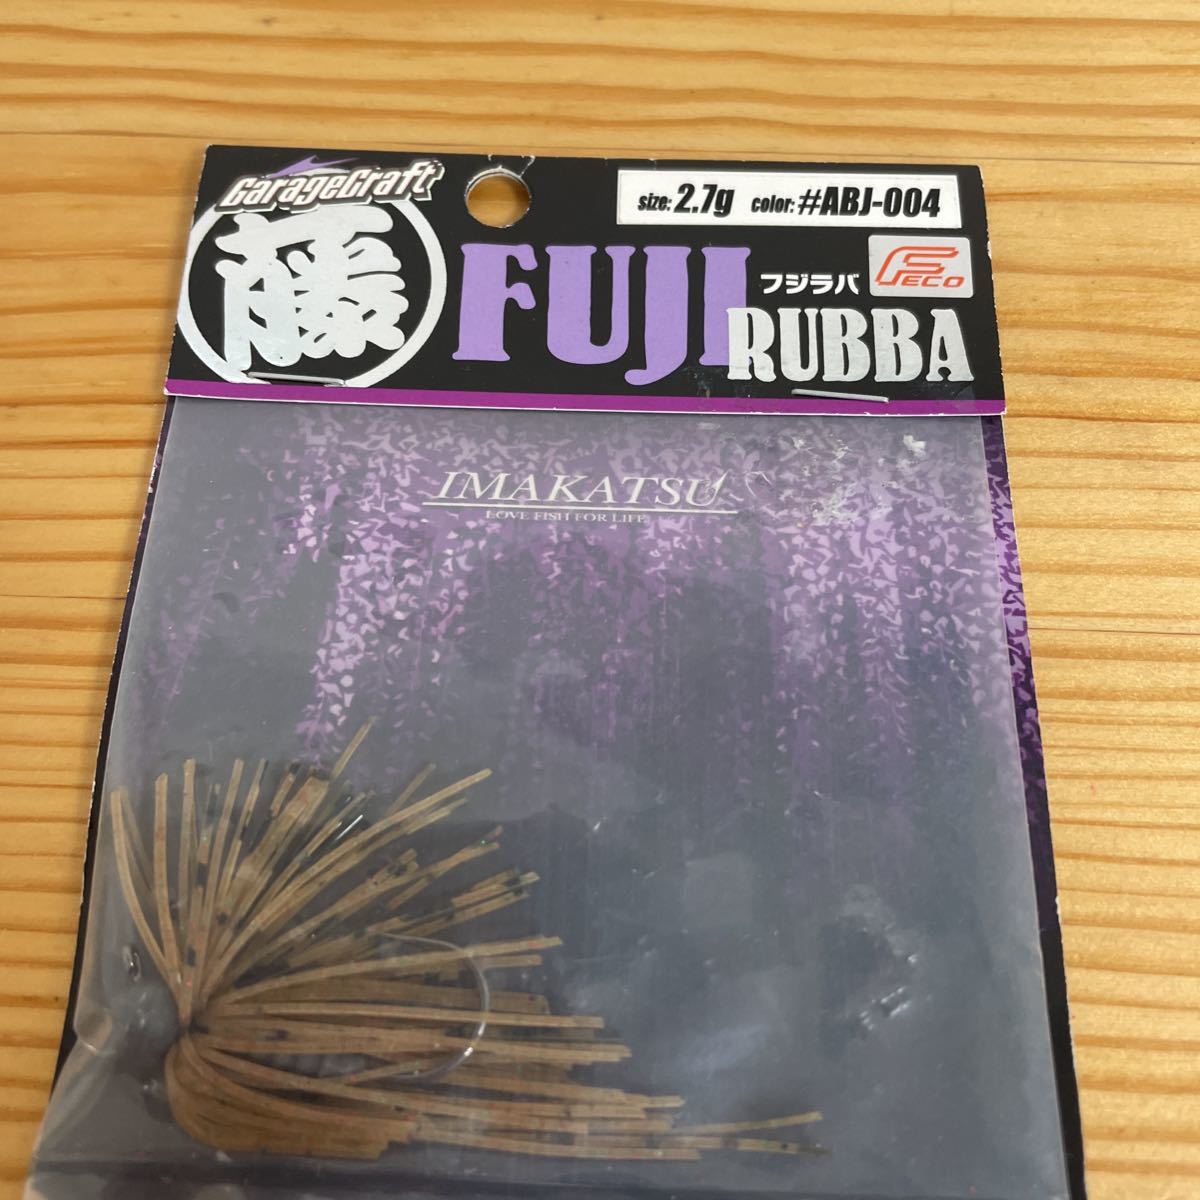 GarageCraft
藤
size: 2.7g color: #ABJ-004
FUJI
フジラバ
RUBBA
FECO
IMAKATSU
LOVE FISH FOR LIFE